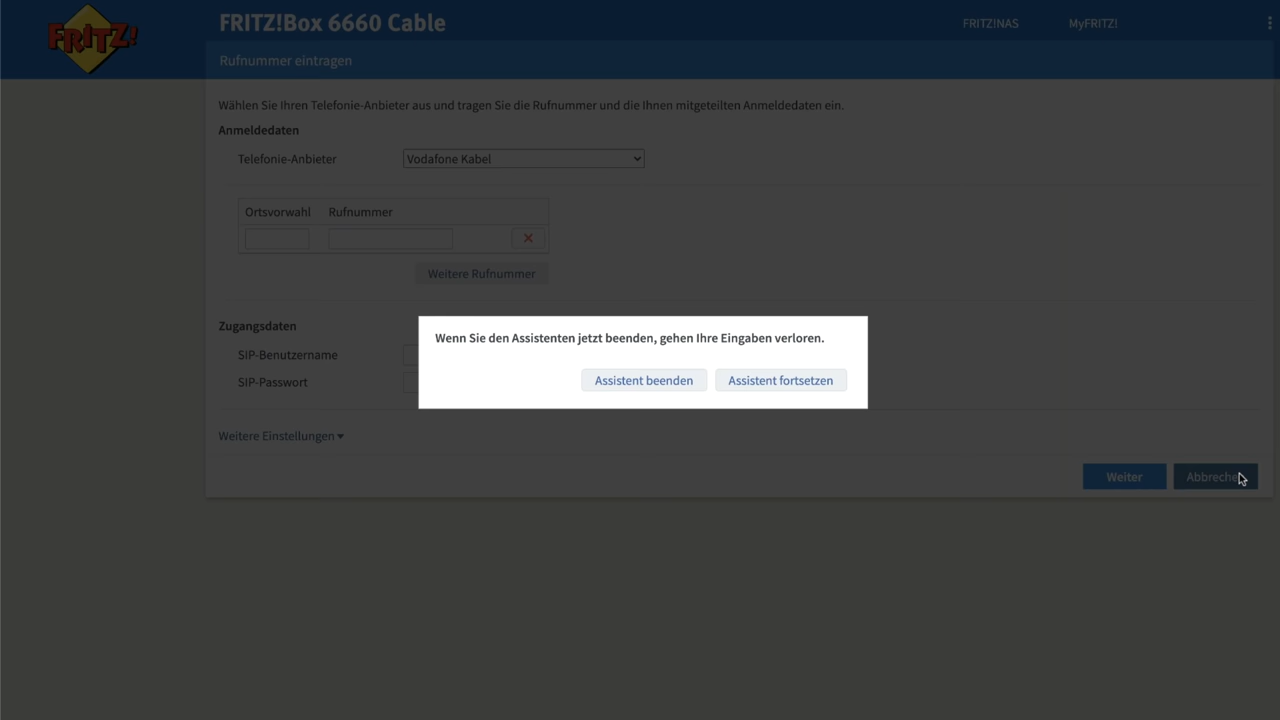 FRITZ!
FRITZ!Box 6660 Cable
FRITZ!NAS
MyFRITZ!
Rufnummer eintragen
Wählen Sie Ihren Telefonie-Anbieter aus und tragen Sie die Rufnummer und die Ihnen mitgeteilten Anmeldedaten ein.
Anmeldedaten
Telefonie-Anbieter
Vodafone Kabel
Ortsvorwahl Rufnummer
Weitere Rufnummer
Zugangsdaten
Wenn Sie den Assistenten jetzt beenden, gehen Ihre Eingaben verloren.
SIP-Benutzername
SIP-Passwort
Assistent beenden
Assistent fortsetzen
Weitere Einstellungen
Weiter
Abbreche